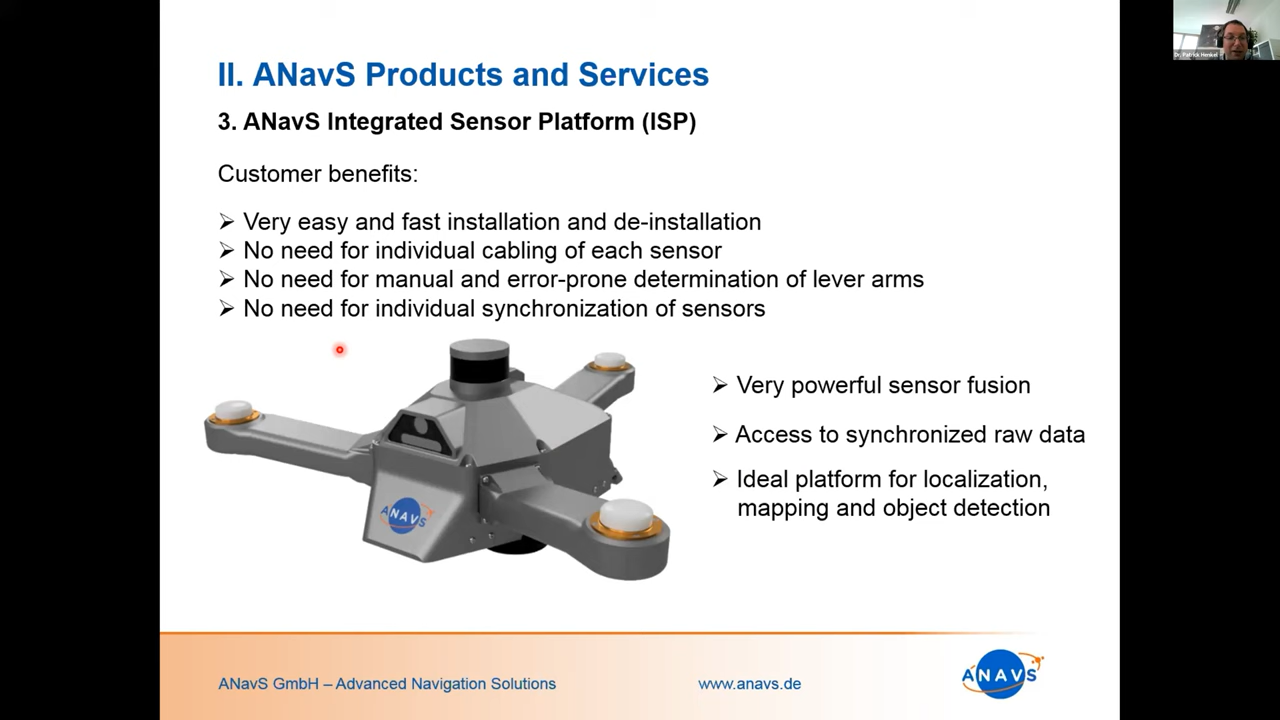 Dr. Patrick Henkel
II. ANavS Products and Services
3. ANavS Integrated Sensor Platform (ISP)
Customer benefits:
➢ Very easy and fast installation and de-installation
➢ No need for individual cabling of each sensor
➢ No need for manual and error-prone determination of lever arms
➢ No need for individual synchronization of sensors
➢ Very powerful sensor fusion
➢ Access to synchronized raw data
➢ Ideal platform for localization,
mapping and object detection
ANAVS
ANavS GmbH – Advanced Navigation Solutions
www.anavs.de
ANAVS